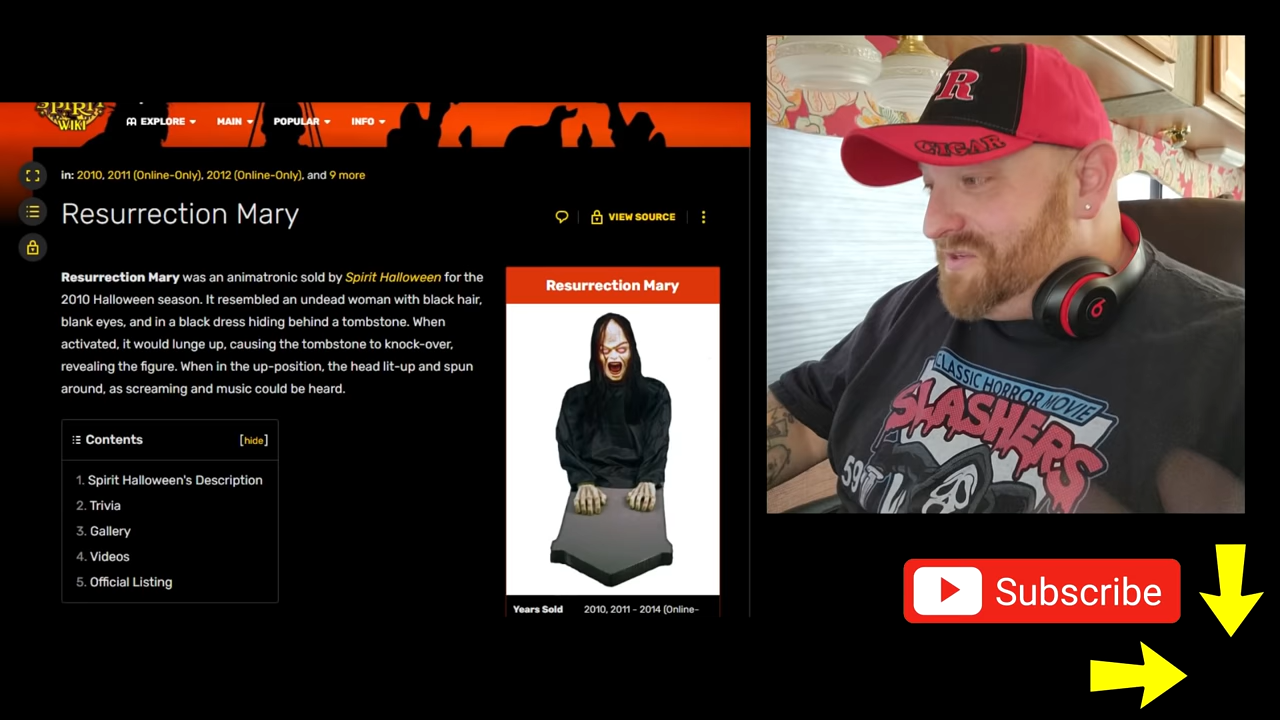 SPIRIT
WIKI
EXPLORE MAIN POPULAR INFO
in: 2010, 2011 (Online-Only), 2012 (Online-Only), and 9 more
Resurrection Mary
VIEW SOURCE
Resurrection Mary was an animatronic sold by Spirit Halloween for the
2010 Halloween season. It resembled an undead woman with black hair,
blank eyes, and in a black dress hiding behind a tombstone. When
activated, it would lunge up, causing the tombstone to knock-over,
revealing the figure. When in the up-position, the head lit-up and spun
around, as screaming and music could be heard.
Contents [hide]
1. Spirit Halloween's Description
2. Trivia
3. Gallery
4. Videos
5. Official Listing
Resurrection Mary
Years Sold 2010, 2011 - 2014 (Online-
R
CIGAR
b
CLASSIC HORROR MOVIE
SLASHERS
Subscribe